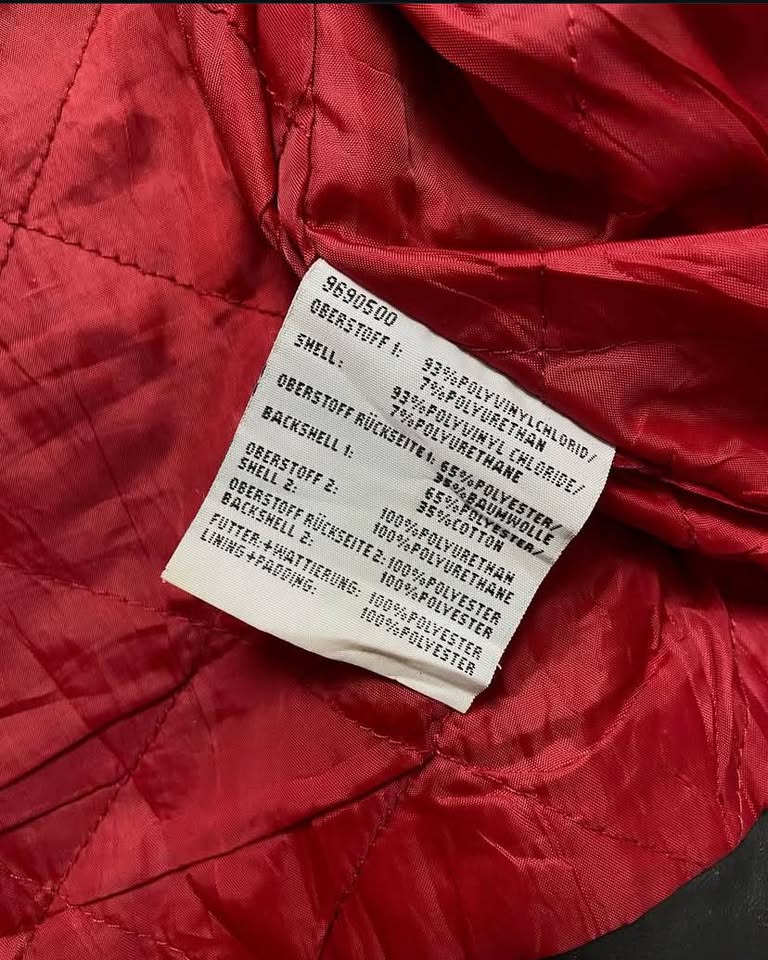 9690500
OBERSTOFF 1: 93%POLYVINYLCHLORID/
7%POLYURETHAN
SHELL: 93%POLYVINYL CHLORIDE/
7%POLYURETHANE
OBERSTOFF RÜCKSEITE 1: 65%POLYESTER/
35%BAUMWOLLE
BACKSHELL 1: 65%POLYESTER/
35%COTTON
OBERSTOFF 2: 100%POLYURETHAN
SHELL 2: 100%POLYURETHANE
OBERSTOFF RÜCKSEITE 2: 100%POLYESTER
BACKSHELL 2: 100%POLYESTER
FUTTER:+WATTIERUNG: 100%POLYESTER
LINING+PADDING: 100%POLYESTER